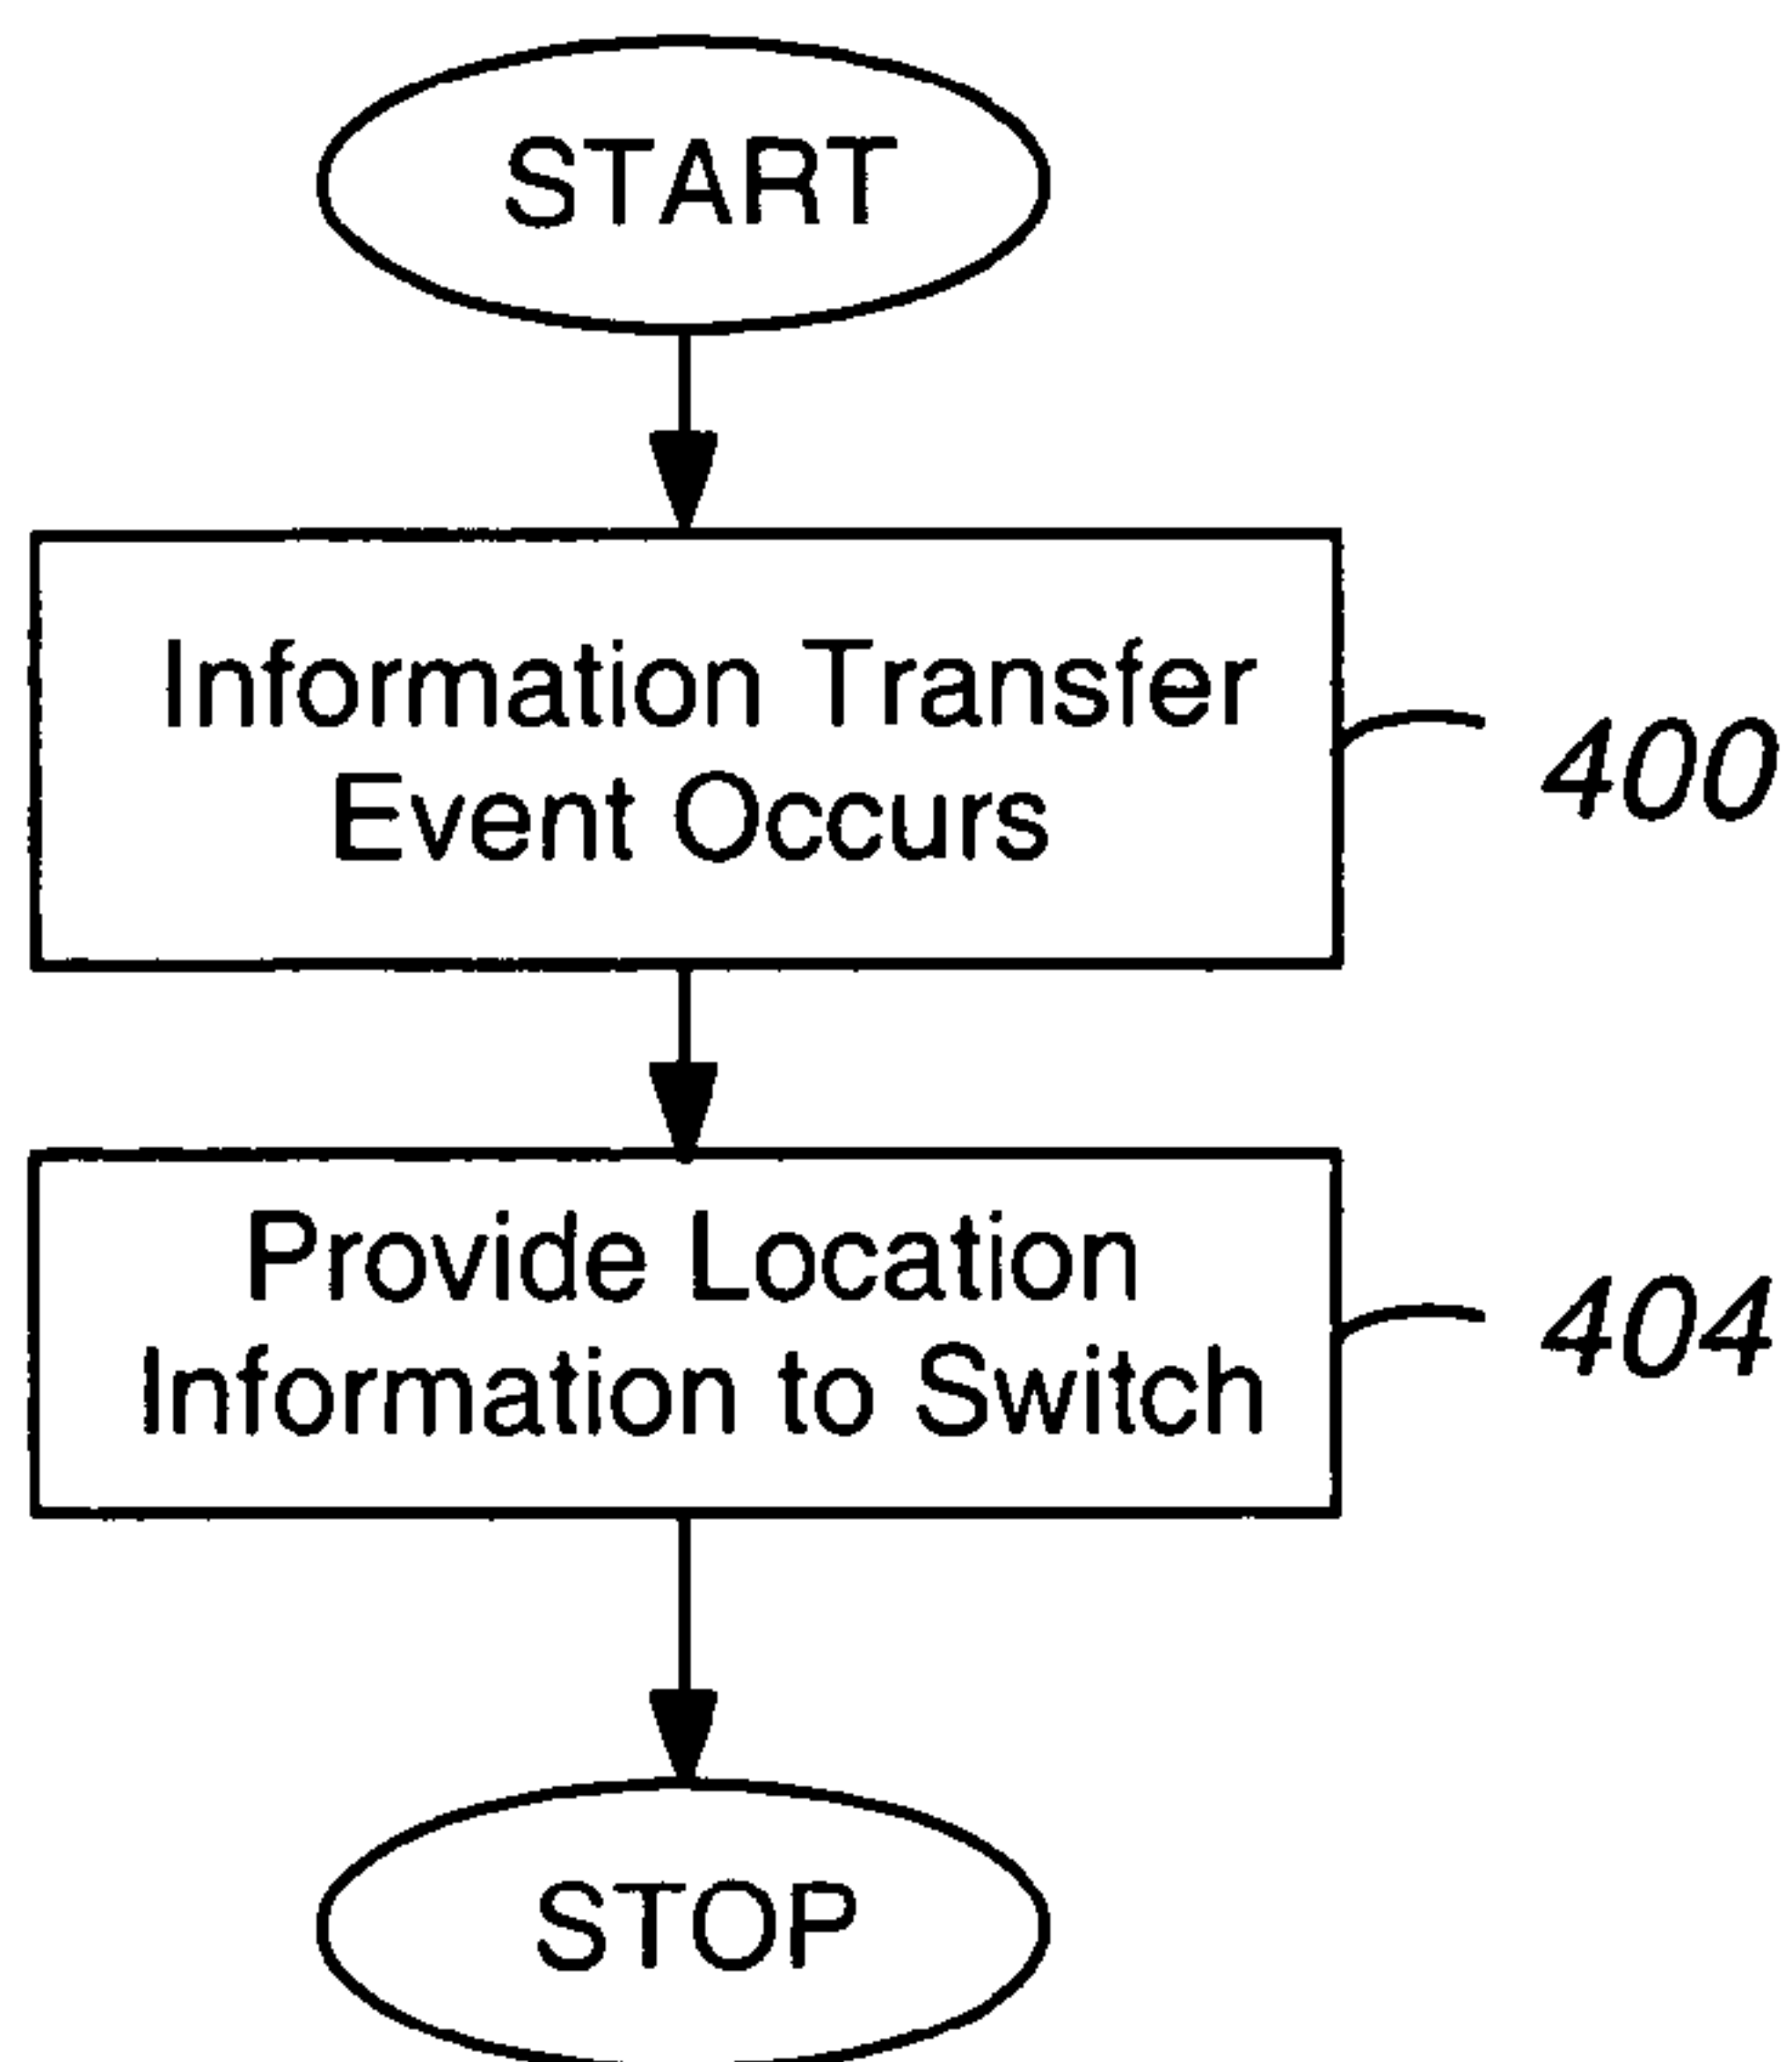 START
Information Transfer
Event Occurs
400
Provide Location
Information to Switch
404
STOP